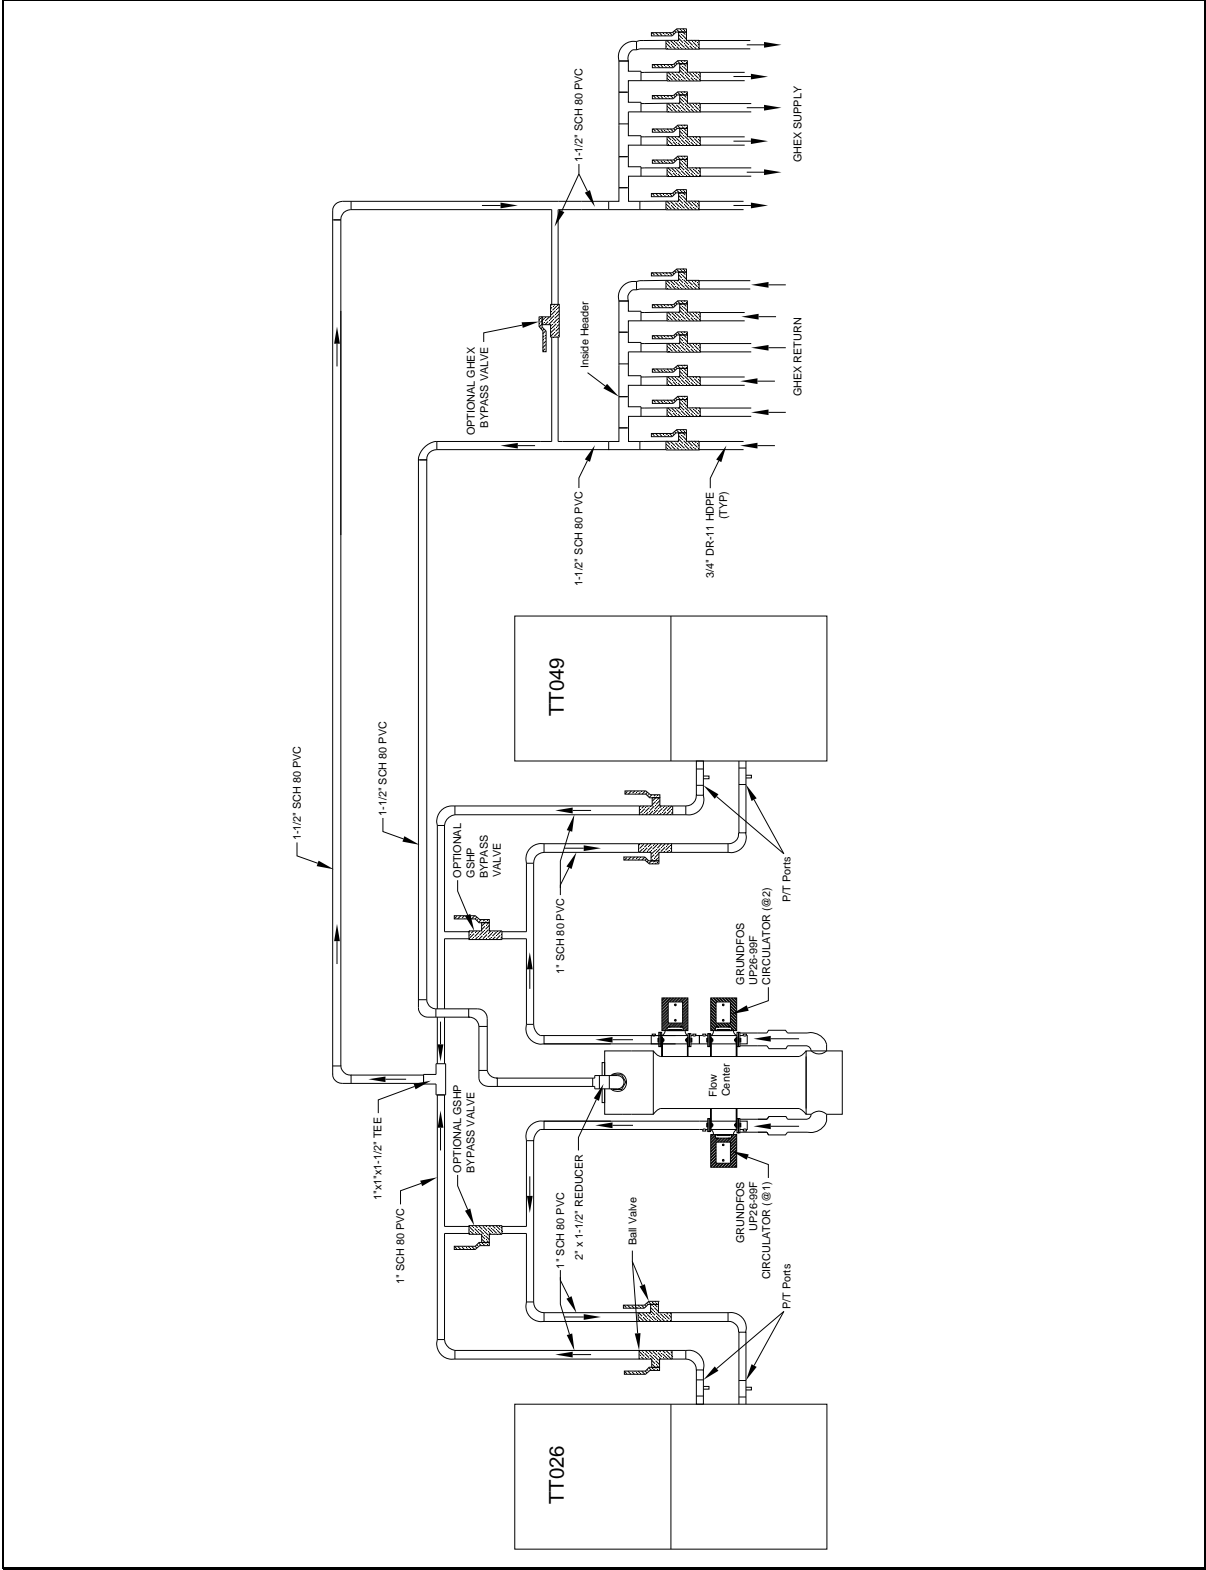 1-1/2" SCH 80 PVC
1-1/2" SCH 80 PVC
1"x1"x1-1/2" TEE
1" SCH 80 PVC
OPTIONAL GSHP
BYPASS VALVE
OPTIONAL
GSHP
BYPASS
VALVE
OPTIONAL GHEX
BYPASS VALVE
1-1/2" SCH 80 PVC
Inside Header
1-1/2" SCH 80 PVC
3/4" DR-11 HDPE
(TYP)
GHEX RETURN
GHEX SUPPLY
TT026
TT049
1" SCH 80 PVC
2" x 1-1/2" REDUCER
Ball Valve
1" SCH 80 PVC
Flow
Center
P/T Ports
GRUNDFOS
UP26-99F
CIRCULATOR (@1)
GRUNDFOS
UP26-99F
CIRCULATOR (@2)
P/T Ports